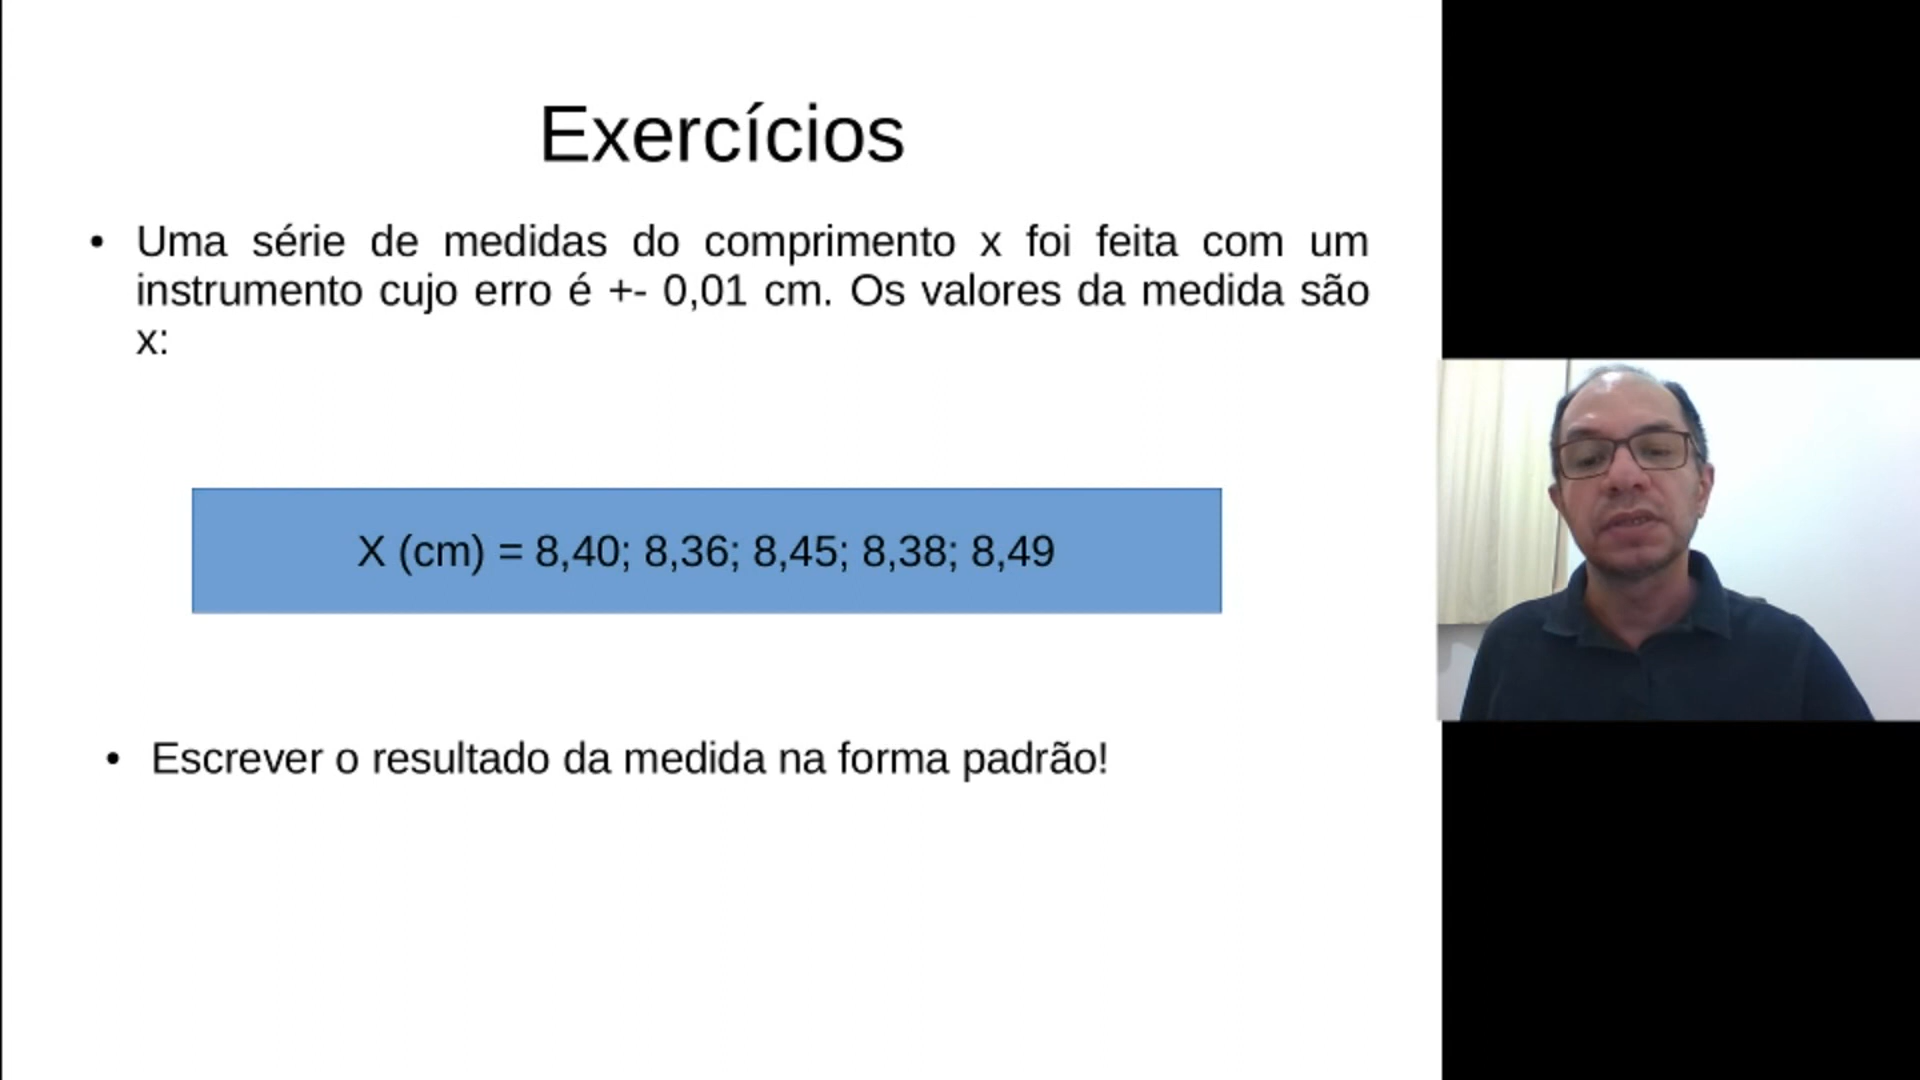 Exercícios
• Uma série de medidas do comprimento x foi feita com um
instrumento cujo erro é +- 0,01 cm. Os valores da medida são
x:
X (cm) = 8,40; 8,36; 8,45; 8,38; 8,49
• Escrever o resultado da medida na forma padrão!